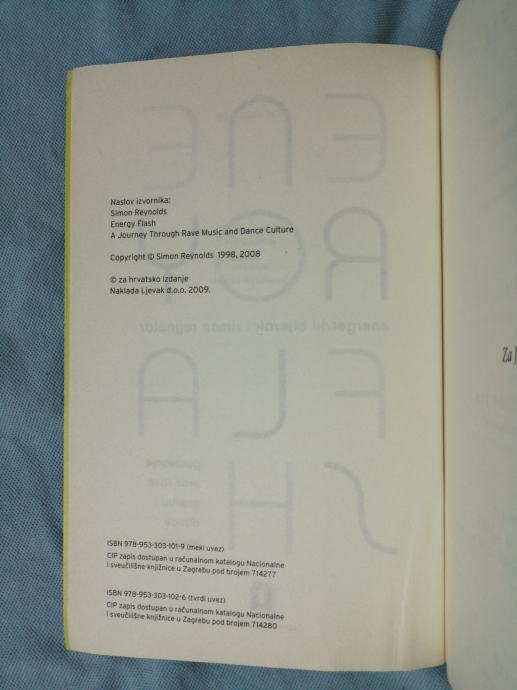 Naslov izvornika:
Simon Reynolds
Energy Flash
A Journey Through Rave Music and Dance Culture
Copyright © Simon Reynolds 1998, 2008
© za hrvatsko izdanje
Naklada Ljevak d.o.o. 2009.
ISBN 978-953-303-101-9 (meki uvez)
CIP zapis dostupan u računalnom katalogu Nacionalne
i sveučilišne knjižnice u Zagrebu pod brojem 714277
ISBN 978-953-303-102-6 (tvrdi uvez)
CIP zapis dostupan u računalnom katalogu Nacionalne
i sveučilišne knjižnice u Zagrebu pod brojem 714280
Za